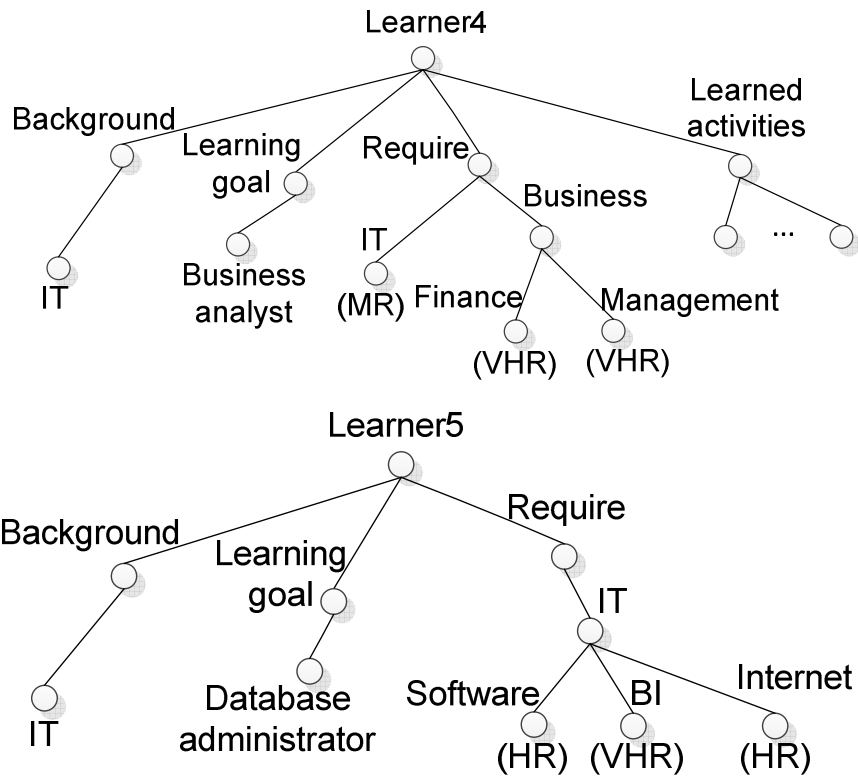 Learner4
Background
Learning
goal
Require
Learned
activities
Business
IT
IT
Business
analyst
(MR)
Finance
Management
...
(VHR)
(VHR)
Learner5
Background
Learning
goal
Require
IT
IT
Database
administrator
Software
BI
Internet
(HR)
(VHR)
(HR)